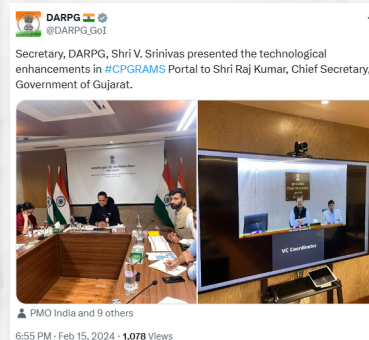 DARPG
@DARPG_GoI
Secretary, DARPG, Shri V. Srinivas presented the technological
enhancements in #CPGRAMS Portal to Shri Raj Kumar, Chief Secretary,
Government of Gujarat.
Chief Secretary
VC Coordinator
PMO India and 9 others
6:55 PM · Feb 15, 2024 · 1,078 Views